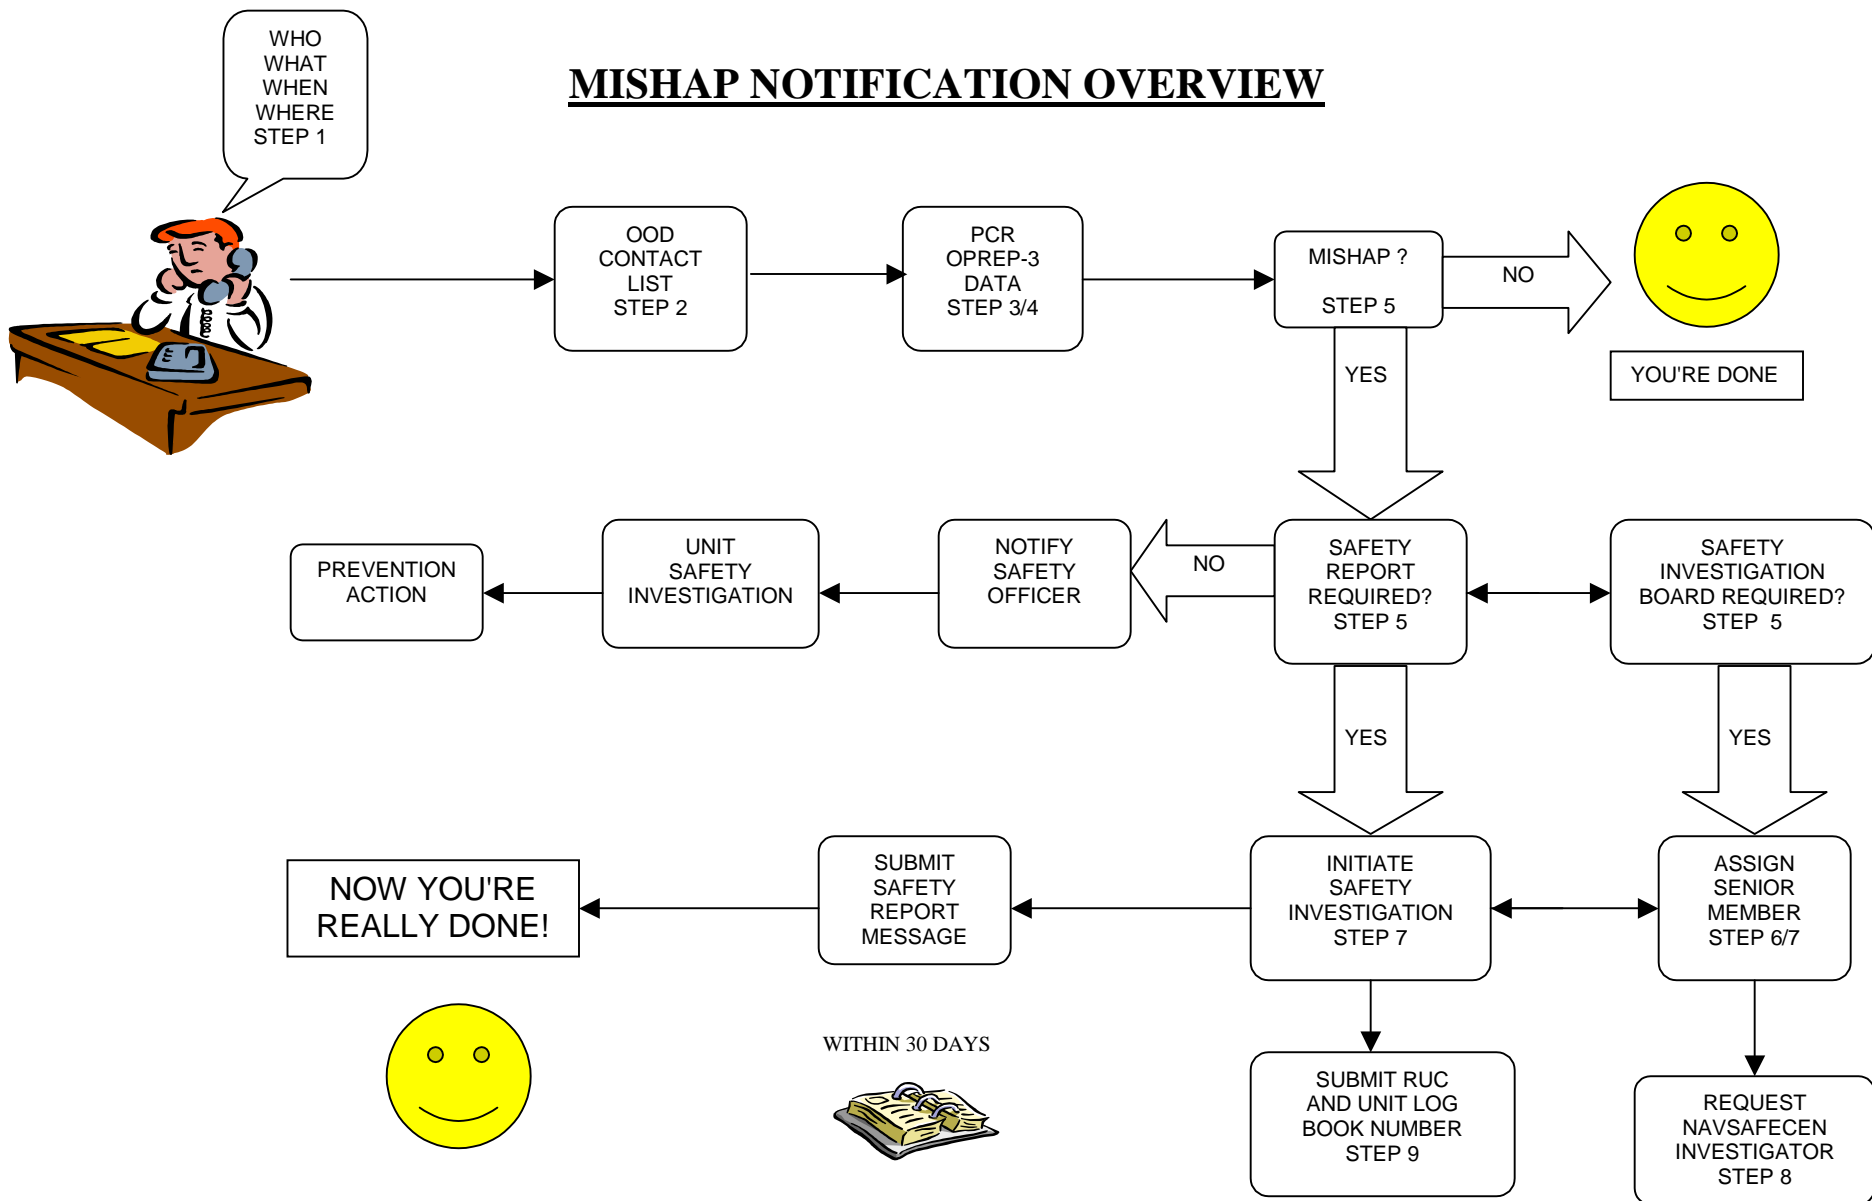 WHO
WHAT
WHEN
WHERE
STEP 1
MISHAP NOTIFICATION OVERVIEW
OOD
CONTACT
LIST
STEP 2
PCR
OPREP-3
DATA
STEP 3/4
MISHAP ?
STEP 5
NO
YOU'RE DONE
YES
PREVENTION
ACTION
UNIT
SAFETY
INVESTIGATION
NOTIFY
SAFETY
OFFICER
NO
SAFETY
REPORT
REQUIRED?
STEP 5
SAFETY
INVESTIGATION
BOARD REQUIRED?
STEP 5
YES
YES
NOW YOU'RE
REALLY DONE!
SUBMIT
SAFETY
REPORT
MESSAGE
INITIATE
SAFETY
INVESTIGATION
STEP 7
ASSIGN
SENIOR
MEMBER
STEP 6/7
WITHIN 30 DAYS
SUBMIT RUC
AND UNIT LOG
BOOK NUMBER
STEP 9
REQUEST
NAVSAFECEN
INVESTIGATOR
STEP 8